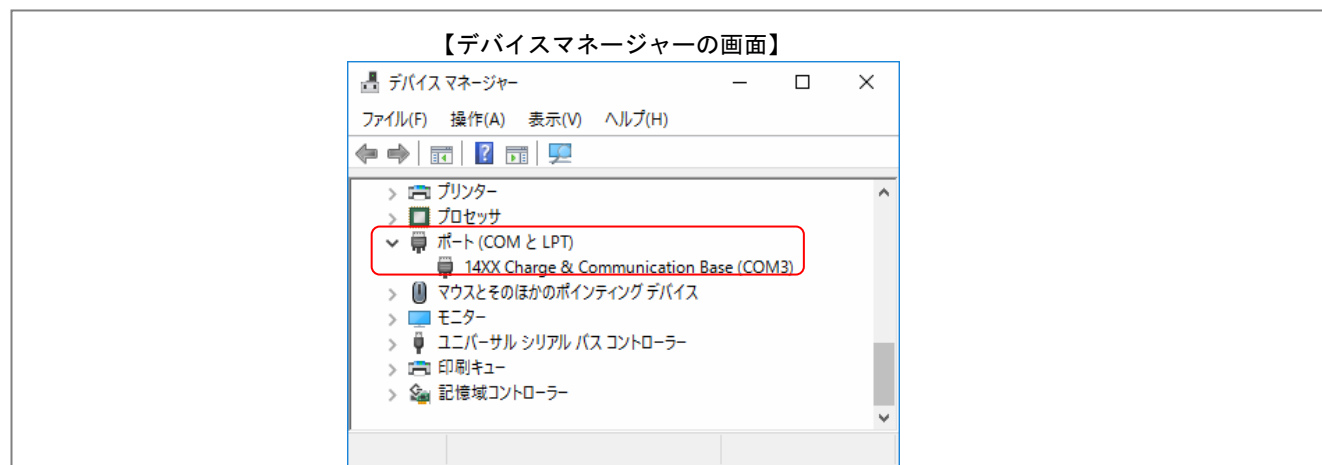 【デバイスマネージャーの画面】
デバイス マネージャー
ファイル(F) 操作(A) 表示(V) ヘルプ(H)
プリンター
プロセッサ
ポート (COM と LPT)
14XX Charge & Communication Base (COM3)
マウスとそのほかのポインティング デバイス
モニター
ユニバーサル シリアル バス コントローラー
印刷キュー
記憶域コントローラー